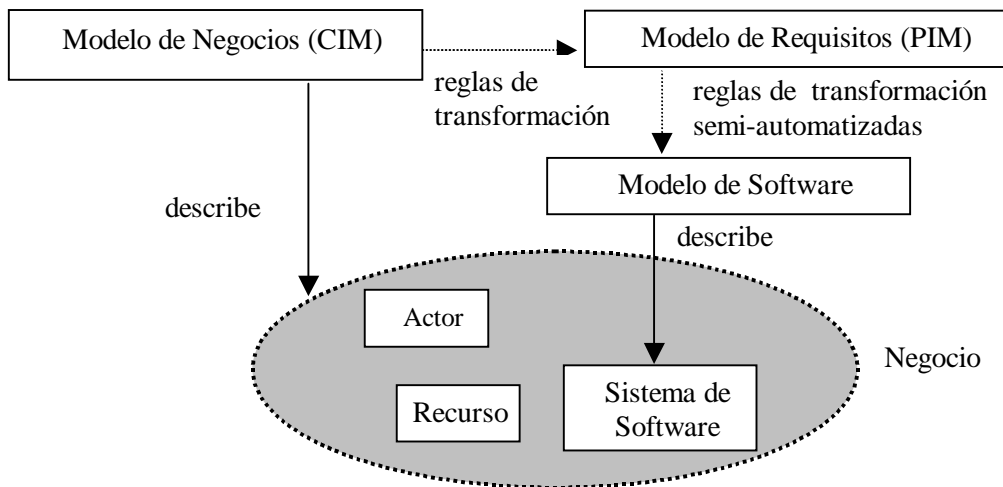 Modelo de Negocios (CIM)
Modelo de Requisitos (PIM)
reglas de
transformación
reglas de transformación
semi-automatizadas
Modelo de Software
describe
describe
Actor
Negocio
Recurso
Sistema de
Software